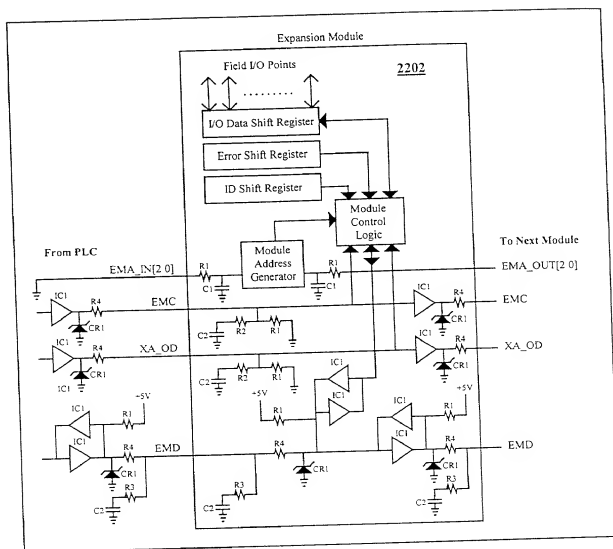 Expansion Module
Field I/O Points
2202
I/O Data Shift Register
Error Shift Register
ID Shift Register
Module Control Logic
From PLC
To Next Module
EMA_IN[2 0]
R1
C1
Module Address Generator
C1
R1
EMA_OUT[2 0]
IC1
R4
EMC
CR1
C2
R2
R1
IC1
R4
EMC
CR1
IC1
R4
XA_OD
IC1
CR1
C2
R2
R1
IC1
R4
XA_OD
CR1
+5V
IC1
R1
IC1
R4
EMD
CR1
R3
C2
+5V
R1
IC1
IC1
R4
CR1
R3
C2
+5V
IC1
R1
IC1
R4
EMD
CR1
R3
C2